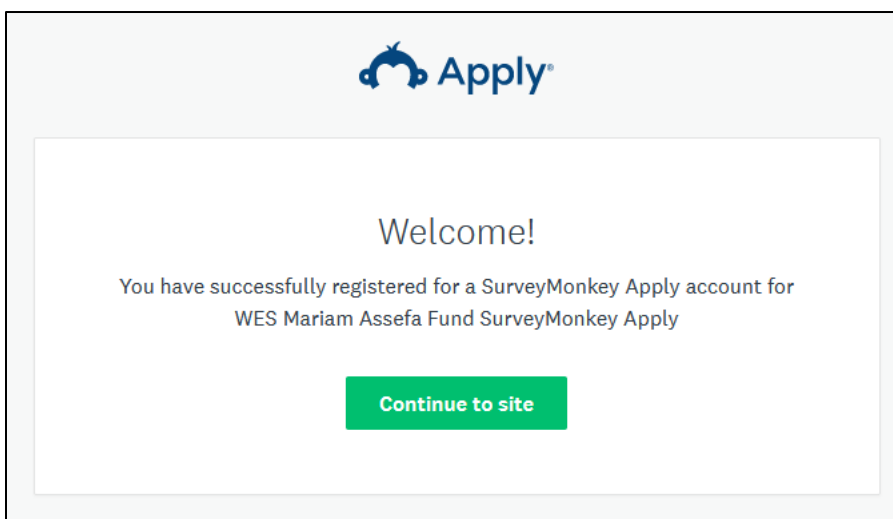 Apply®
Welcome!
You have successfully registered for a SurveyMonkey Apply account for
WES Mariam Assefa Fund SurveyMonkey Apply
Continue to site